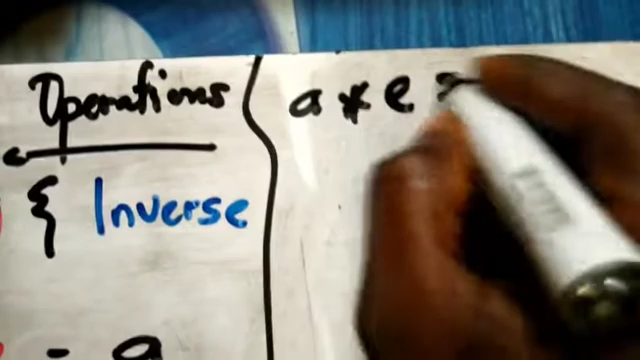 Operations
{ Inverse
- a
a * e =